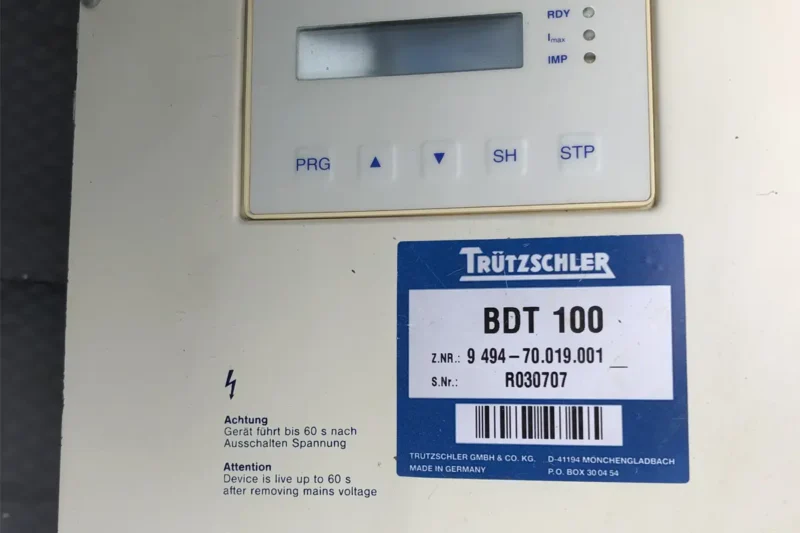 RDY
Imax
IMP
PRG ▲ ▼ SH STP
TRÜTZSCHLER
BDT 100
Z.NR.: 9 494-70.019.001 __
S.Nr.: R030707
TRÜTZSCHLER GMBH & CO. KG. D-41194 MÖNCHENGLADBACH
MADE IN GERMANY P.O. BOX 30 04 54
Achtung
Gerät führt bis 60 s nach
Ausschalten Spannung
Attention
Device is live up to 60 s
after removing mains voltage